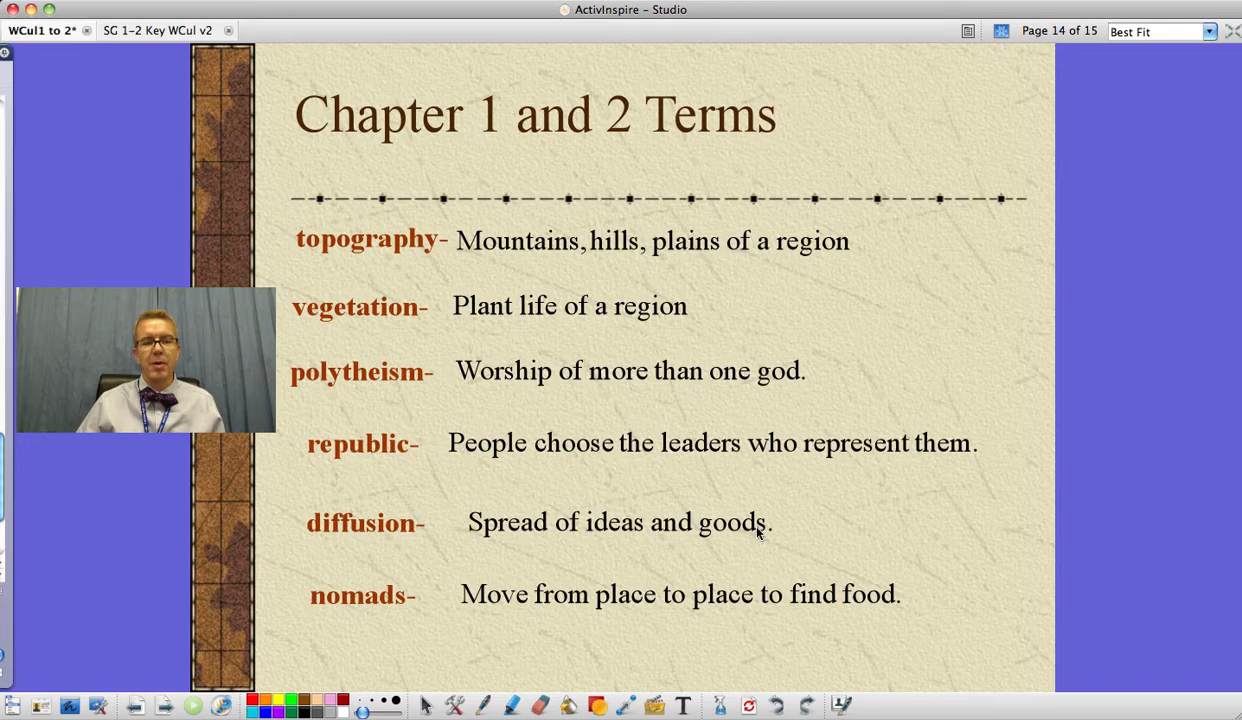 ActivInspire – Studio
WCul1 to 2*
SG 1-2 Key WCul v2
Page 14 of 15
Best Fit
Chapter 1 and 2 Terms
topography- Mountains, hills, plains of a region
vegetation- Plant life of a region
polytheism- Worship of more than one god.
republic- People choose the leaders who represent them.
diffusion- Spread of ideas and goods.
nomads- Move from place to place to find food.
T